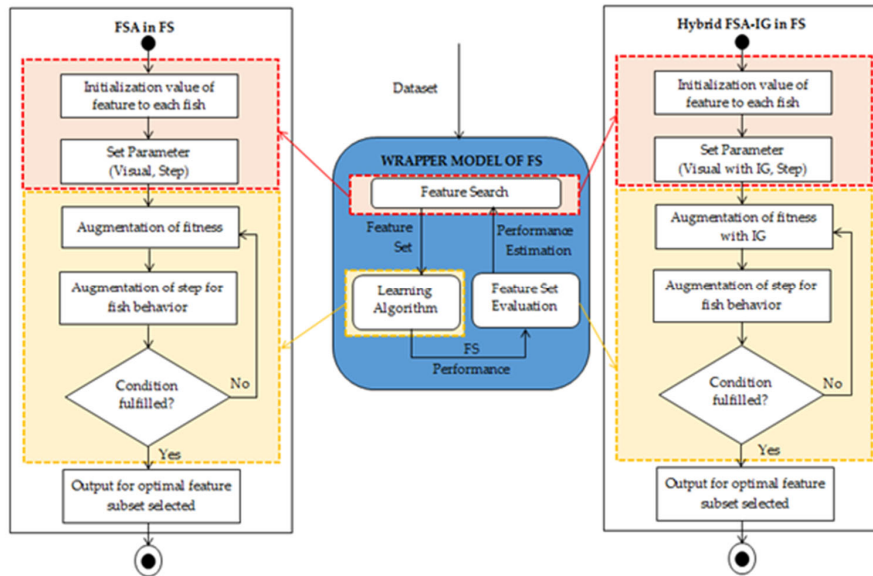 FSA in FS
Initialization value of
feature to each fish
Set Parameter
(Visual, Step)
Augmentation of fitness
Augmentation of step for
fish behavior
Condition
fulfilled?
No
Yes
Output for optimal feature
subset selected
Dataset
WRAPPER MODEL OF FS
Feature Search
Feature
Set
Performance
Estimation
Learning
Algorithm
Feature Set
Evaluation
FS
Performance
Hybrid FSA-IG in FS
Initialization value of
feature to each fish
Set Parameter
(Visual with IG, Step)
Augmentation of fitness
with IG
Augmentation of step for
fish behavior
Condition
fulfilled?
No
Yes
Output for optimal feature
subset selected